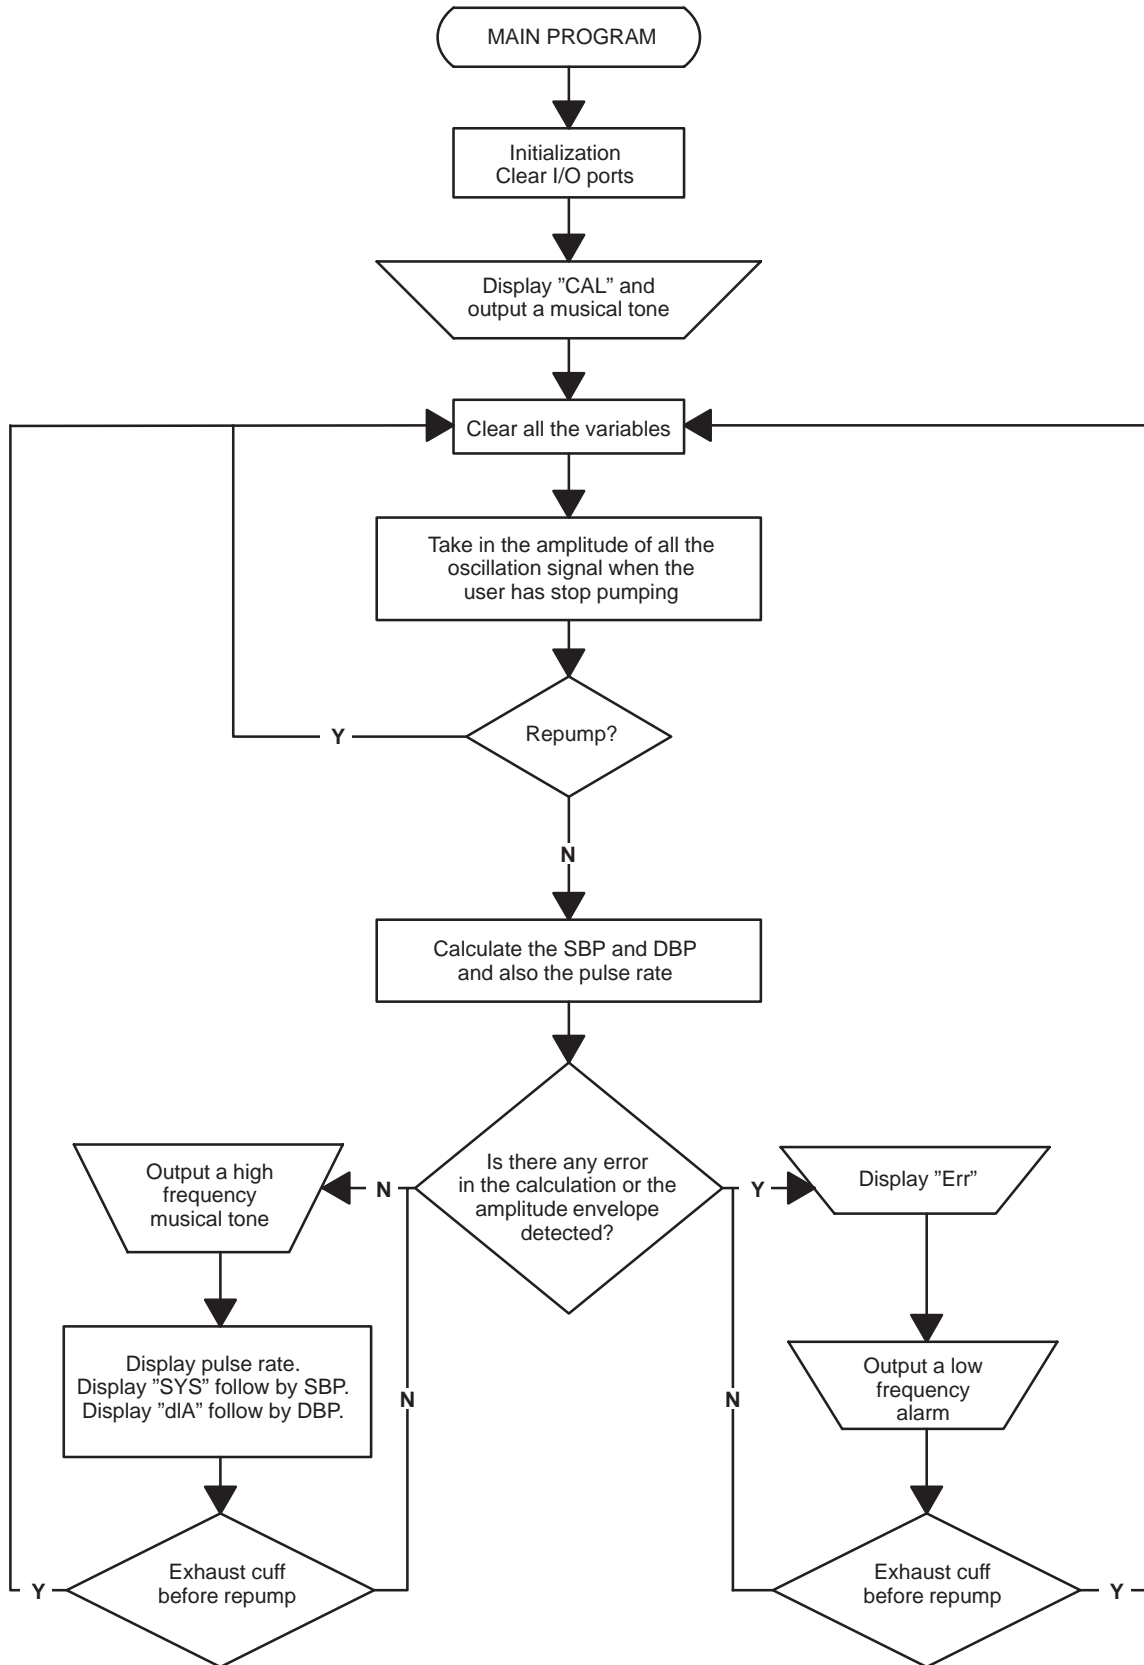 MAIN PROGRAM
Initialization
Clear I/O ports
Display ”CAL” and
output a musical tone
Clear all the variables
Take in the amplitude of all the
oscillation signal when the
user has stop pumping
Repump?
Y
N
Calculate the SBP and DBP
and also the pulse rate
Is there any error
in the calculation or the
amplitude envelope
detected?
N
Y
Output a high
frequency
musical tone
Display ”Err”
Display pulse rate.
Display ”SYS” follow by SBP.
Display ”dIA” follow by DBP.
N
N
Output a low
frequency
alarm
Exhaust cuff
before repump
Y
Exhaust cuff
before repump
Y